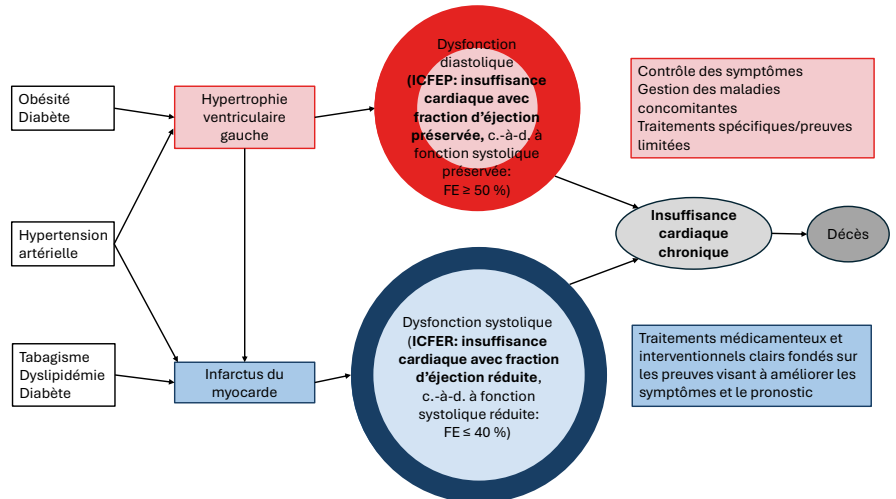 Obésité
Diabète
Hypertension
artérielle
Tabagisme
Dyslipidémie
Diabète
Hypertrophie
ventriculaire
gauche
Infarctus du
myocarde
Dysfonction
diastolique
(ICFEP: insuffisance
cardiaque avec
fraction d’éjection
préservée, c.-à-d. à
fonction systolique
préservée:
FE ≥ 50 %)
Dysfonction systolique
(ICFER: insuffisance
cardiaque avec fraction
d’éjection réduite,
c.-à-d. à fonction
systolique réduite:
FE ≤ 40 %)
Contrôle des symptômes
Gestion des maladies
concomitantes
Traitements spécifiques/preuves
limitées
Insuffisance
cardiaque
chronique
Décès
Traitements médicamenteux et
interventionnels clairs fondés sur
les preuves visant à améliorer les
symptômes et le pronostic